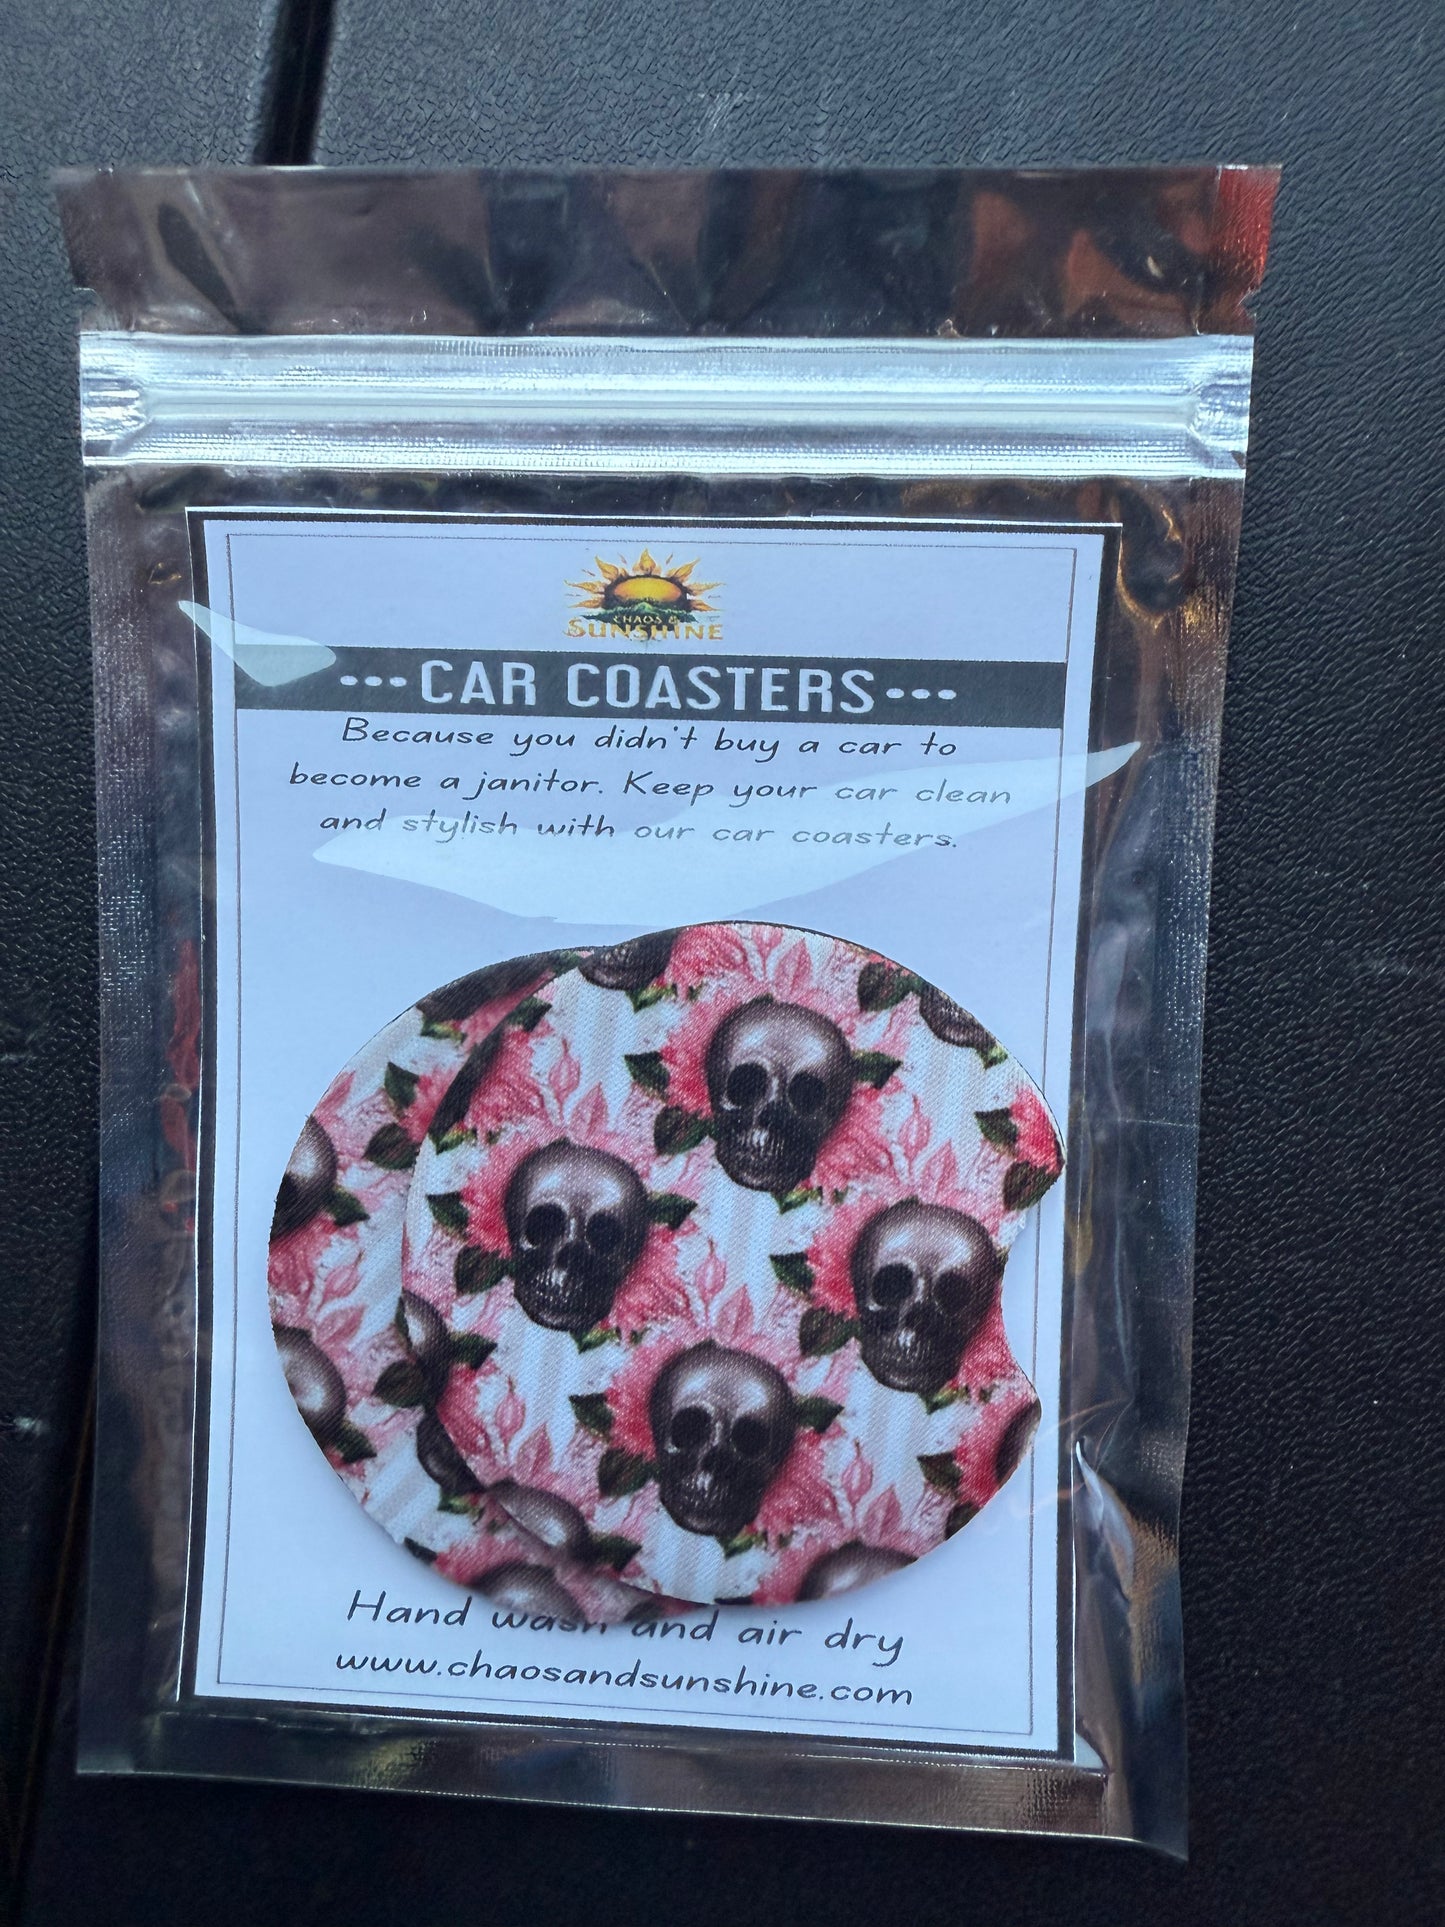 CHAOS &
SUNSHINE
•••CAR COASTERS•••
Because you didn't buy a car to
become a janitor. Keep your car clean
and stylish with our car coasters.
Hand wash and air dry
www.chaosandsunshine.com